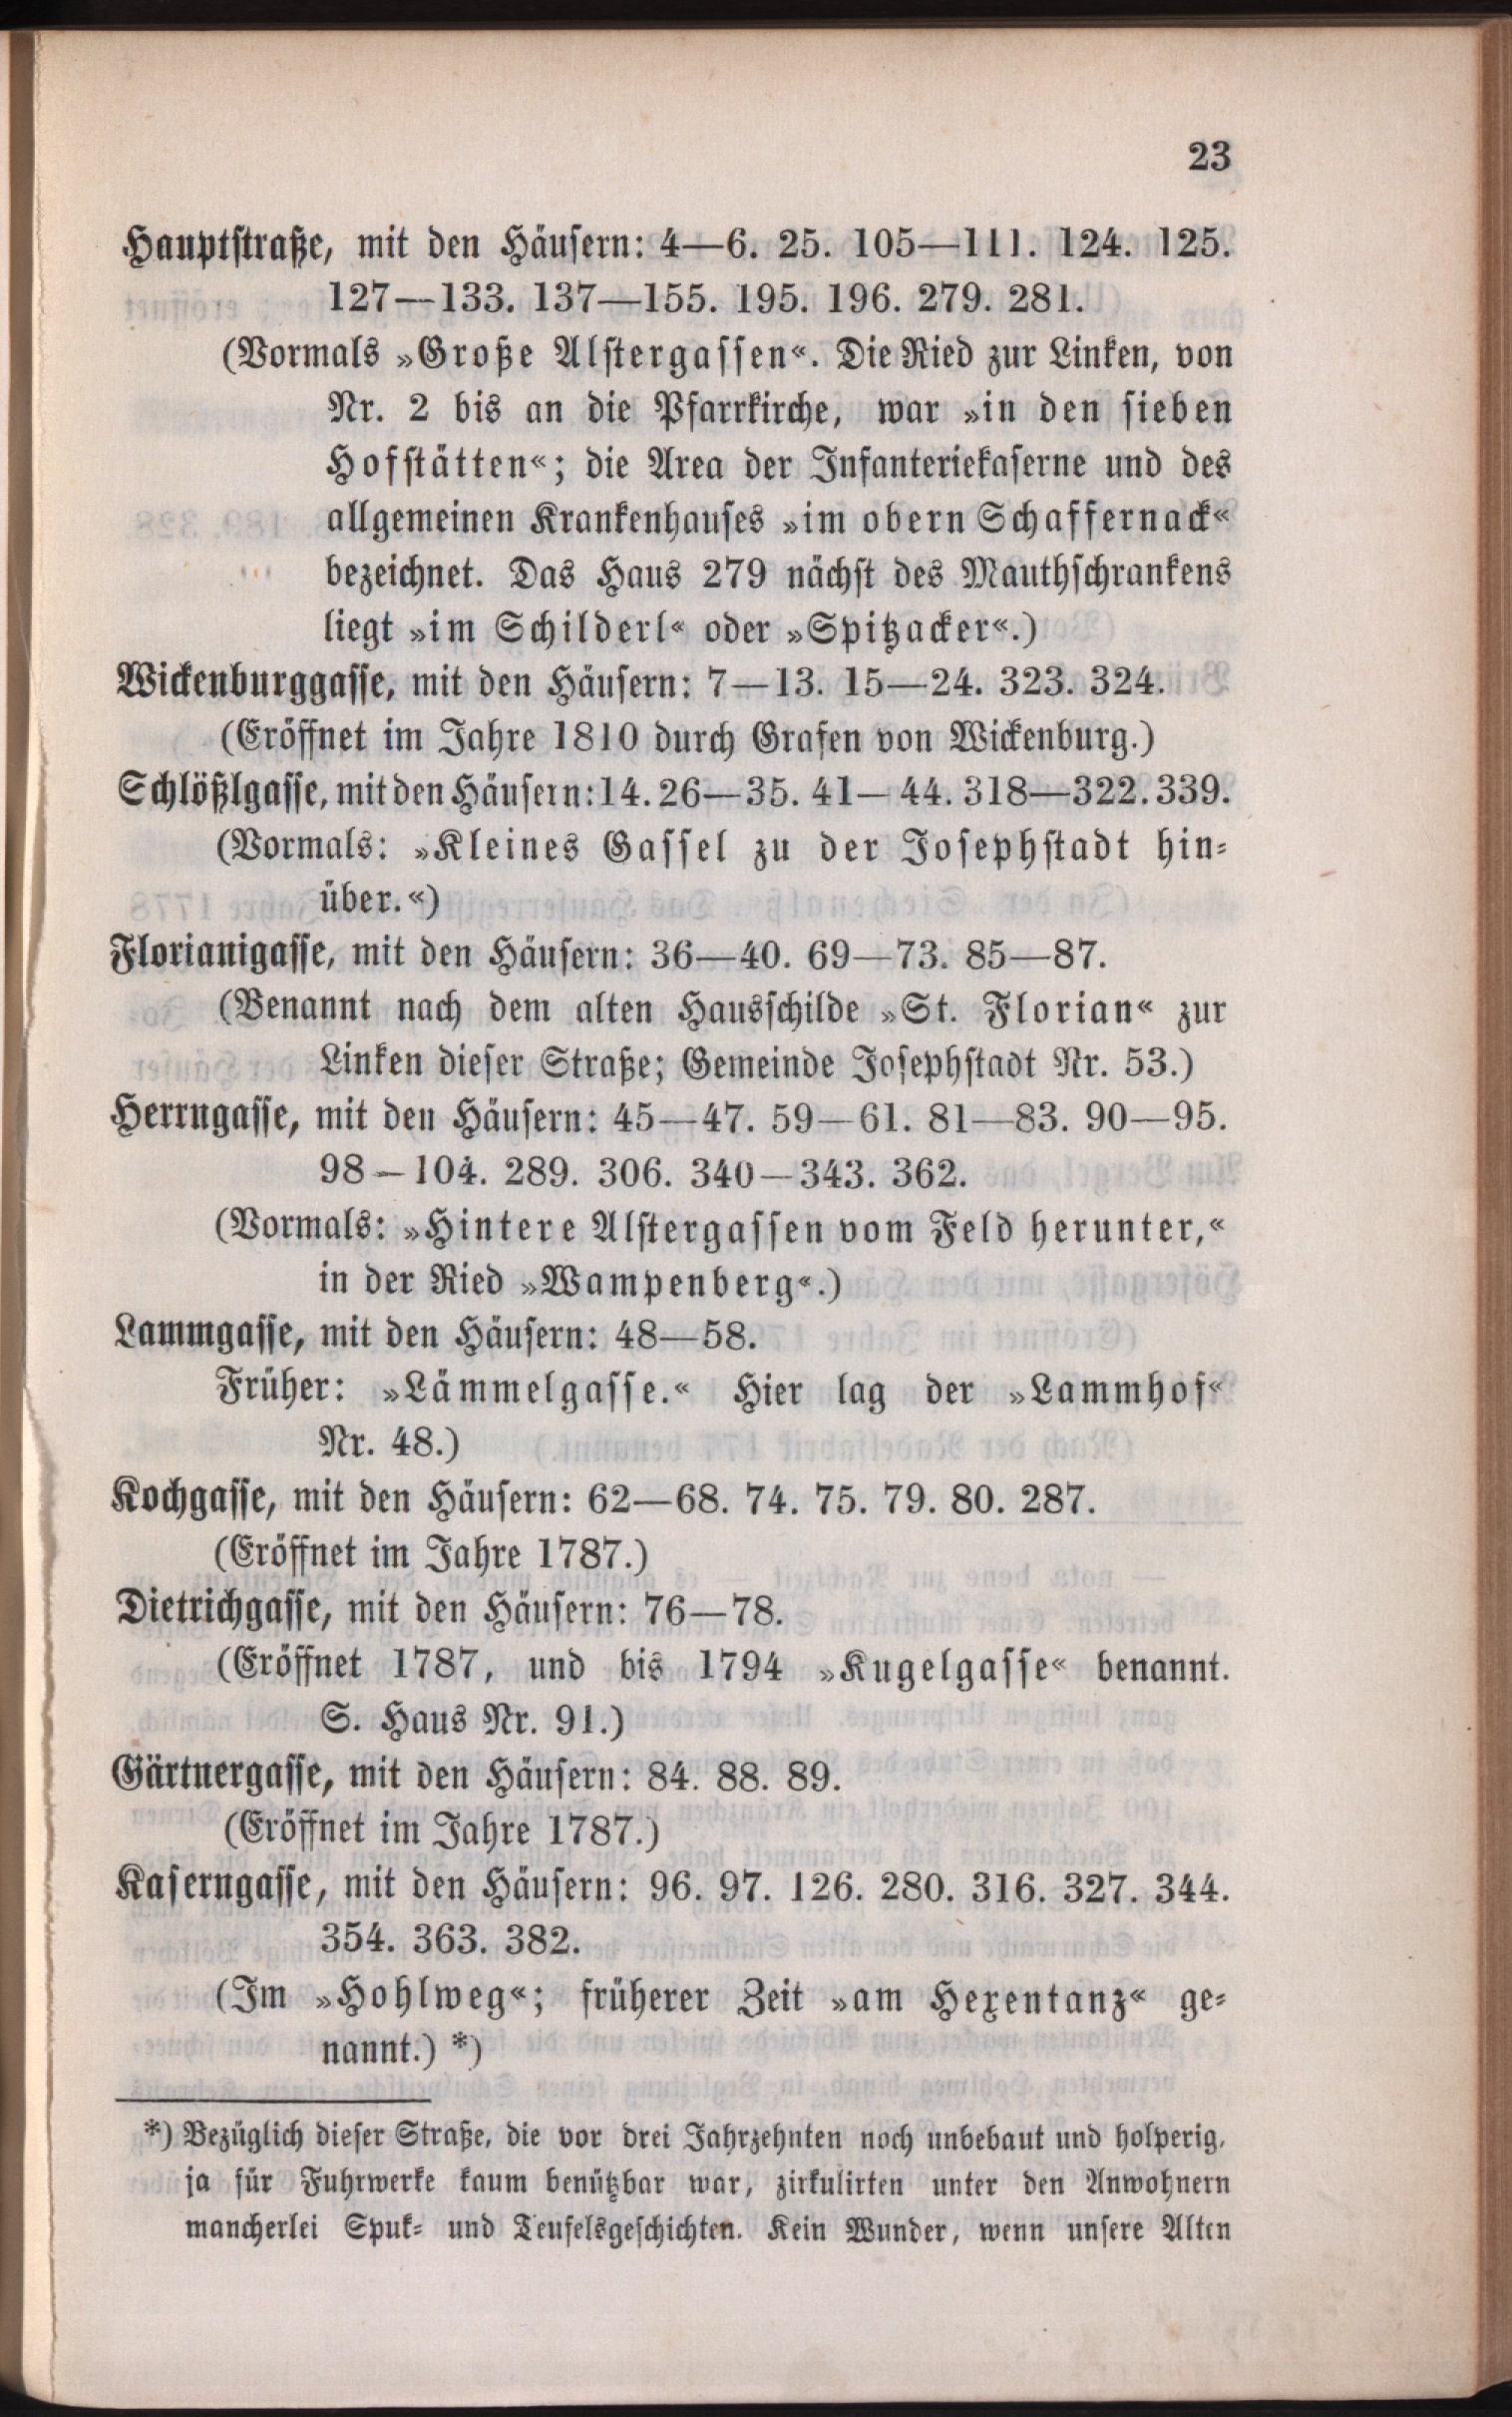 23
Hauptstraße, mit den Häusern: 4—6. 25. 105—111. 124. 125.
127—133. 137—155. 195. 196. 279. 281.
(Vormals »Große Alstergassen«. Die Ried zur Linken, von
Nr. 2 bis an die Pfarrkirche, war »in den sieben
Hofstätten«; die Area der Infanteriekaserne und des
allgemeinen Krankenhauses »im obern Schaffernack«
bezeichnet. Das Haus 279 nächst des Mauthschrankens
liegt »im Schilderl« oder »Spitzacker«.)
Wickenburggasse, mit den Häusern: 7—13. 15—24. 323. 324.
(Eröffnet im Jahre 1810 durch Grafen von Wickenburg.)
Schlößlgasse, mit den Häusern: 14. 26—35. 41—44. 318—322. 339.
(Vormals: »Kleines Gassel zu der Josephstadt hin-
über.«)
Florianigasse, mit den Häusern: 36—40. 69—73. 85—87.
(Benannt nach dem alten Hausschilde »St. Florian« zur
Linken dieser Straße; Gemeinde Josephstadt Nr. 53.)
Herrngasse, mit den Häusern: 45—47. 59—61. 81—83. 90—95.
98—104. 289. 306. 340—343. 362.
(Vormals: »Hintere Alstergassen vom Feld herunter,«
in der Ried »Wampenberg«.)
Lammgasse, mit den Häusern: 48—58.
Früher: »Lämmelgasse.« Hier lag der »Lammhof«
Nr. 48.)
Kochgasse, mit den Häusern: 62—68. 74. 75. 79. 80. 287.
(Eröffnet im Jahre 1787.)
Dietrichgasse, mit den Häusern: 76—78.
(Eröffnet 1787, und bis 1794 »Kugelgasse« benannt.
S. Haus Nr. 91.)
Gärtnergasse, mit den Häusern: 84. 88. 89.
(Eröffnet im Jahre 1787.)
Kaserngasse, mit den Häusern: 96. 97. 126. 280. 316. 327. 344.
354. 363. 382.
(Im »Hohlweg«; früherer Zeit »am Hexentanz« ge-
nannt.) *)
*) Bezüglich dieser Straße, die vor drei Jahrzehnten noch unbebaut und holperig,
ja für Fuhrwerke kaum benützbar war, zirkulirten unter den Anwohnern
mancherlei Spuk- und Teufelsgeschichten. Kein Wunder, wenn unsere Alten